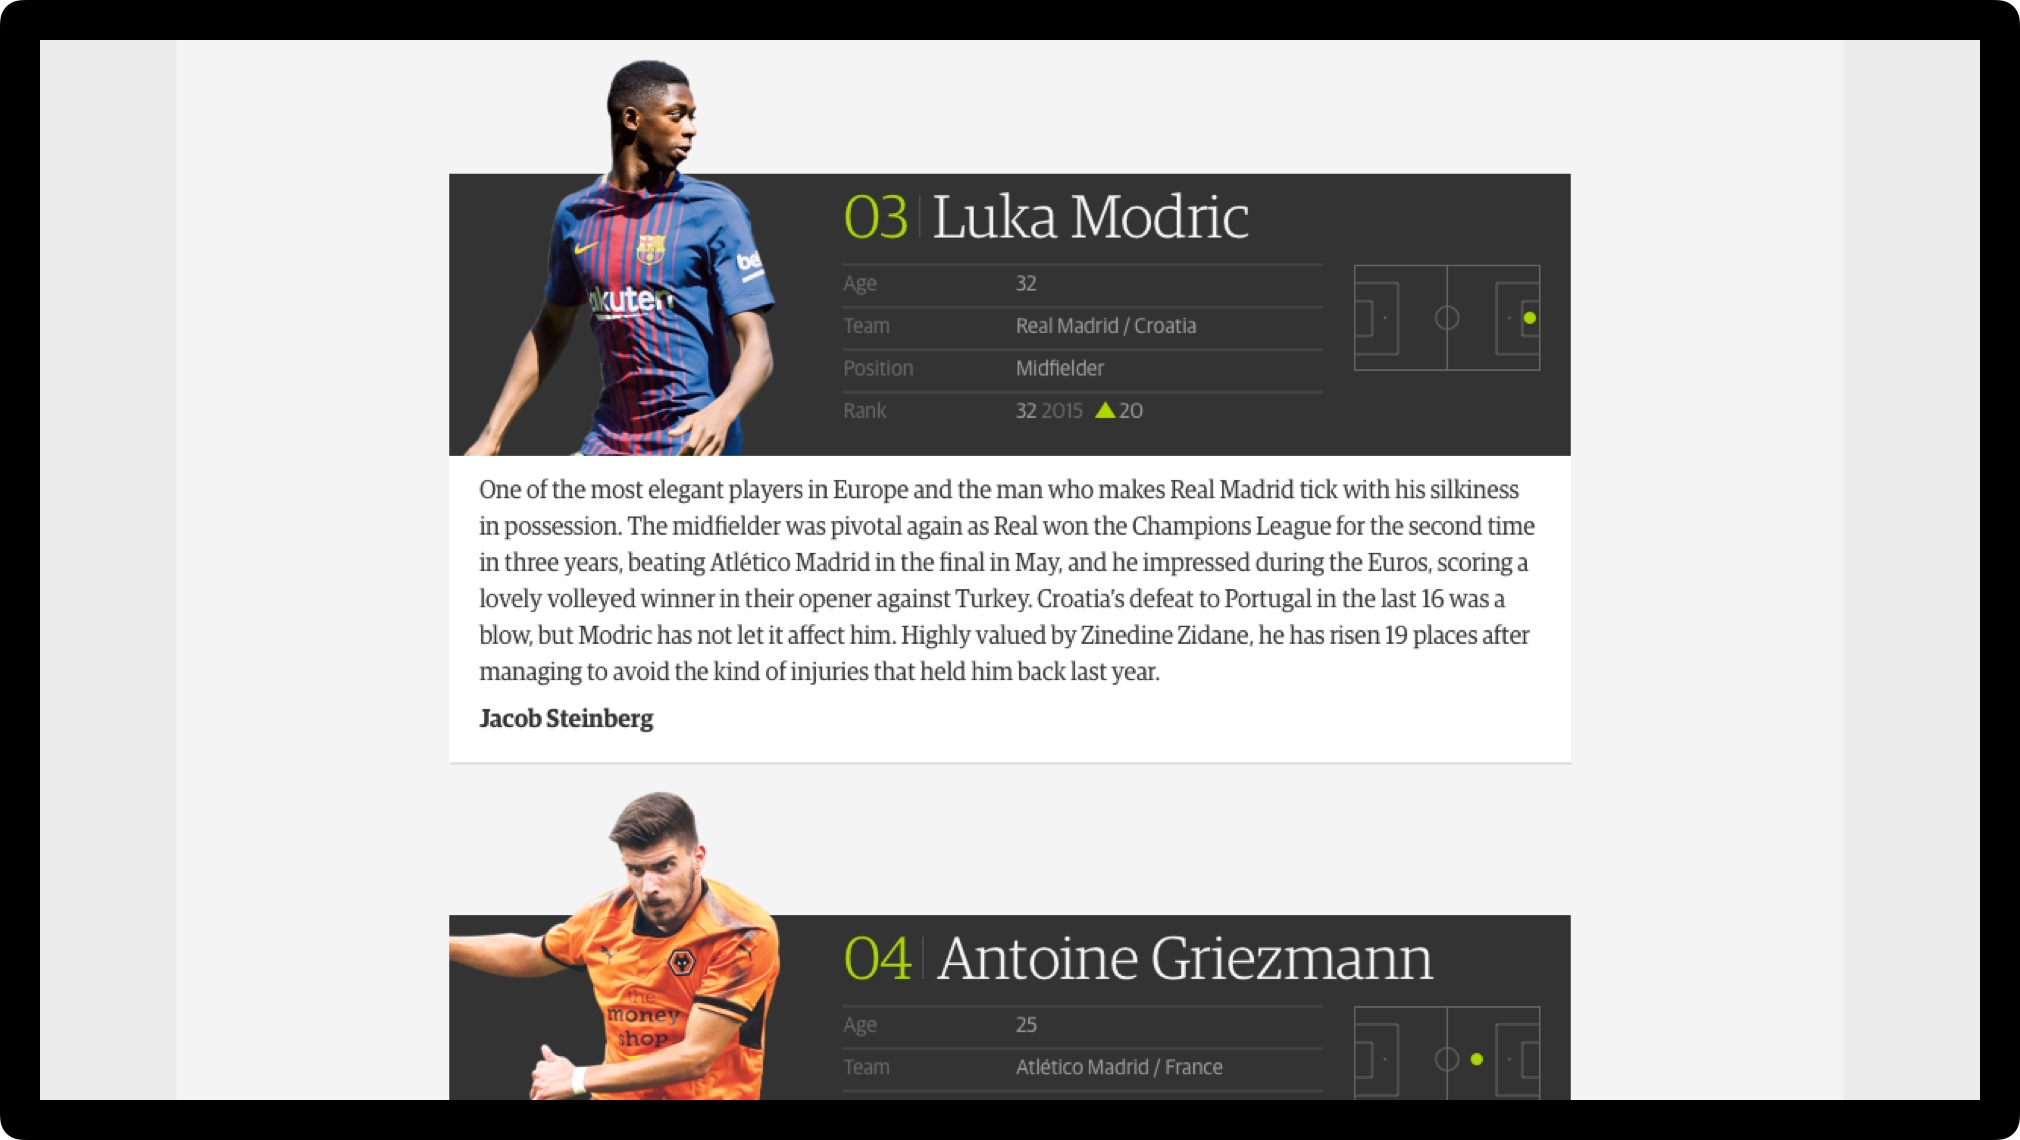 03 Luka Modric
Age 32
Team Real Madrid / Croatia
Position Midfielder
Rank 32 2015 ▲20
be
akuten
One of the most elegant players in Europe and the man who makes Real Madrid tick with his silkiness
in possession. The midfielder was pivotal again as Real won the Champions League for the second time
in three years, beating Atlético Madrid in the final in May, and he impressed during the Euros, scoring a
lovely volleyed winner in their opener against Turkey. Croatia’s defeat to Portugal in the last 16 was a
blow, but Modric has not let it affect him. Highly valued by Zinedine Zidane, he has risen 19 places after
managing to avoid the kind of injuries that held him back last year.
Jacob Steinberg
04 Antoine Griezmann
Age 25
Team Atlético Madrid / France
the
money
shop